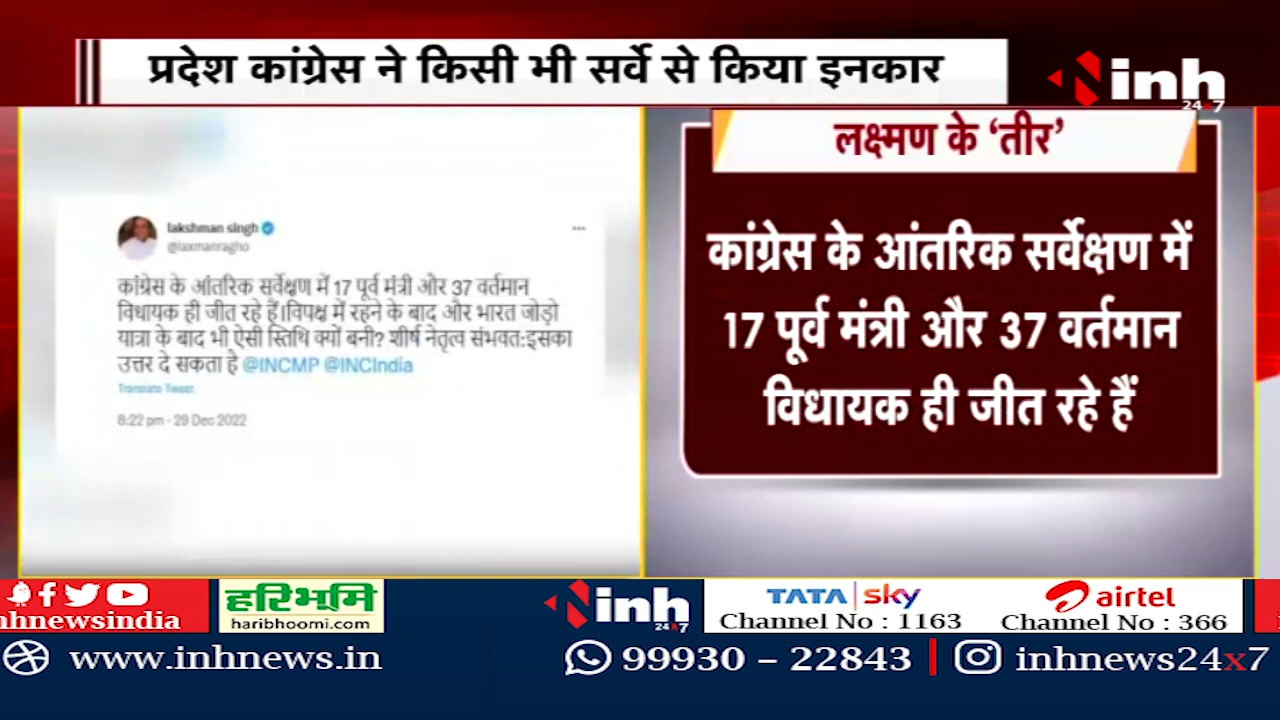 प्रदेश कांग्रेस ने किसी भी सर्वे से किया इनकार
inh
24x7
lakshman singh
@laxmanragho
कांग्रेस के आंतरिक सर्वेक्षण में 17 पूर्व मंत्री और 37 वर्तमान
विधायक ही जीत रहे हैं।विपक्ष में रहने के बाद और भारत जोड़ो
यात्रा के बाद भी ऐसी स्तिथि क्यों बनी? शीर्ष नेतृत्व संभवत:इसका
उत्तर दे सकता है @INCMP @INCIndia
Translate Tweet
8:22 pm - 29 Dec 2022
लक्ष्मण के ‘तीर’
कांग्रेस के आंतरिक सर्वेक्षण में
17 पूर्व मंत्री और 37 वर्तमान
विधायक ही जीत रहे हैं
nhnewsindia
हरिभूमि
haribhoomi.com
inh
24x7
TATA sky
Channel No : 1163
airtel
Channel No : 366
www.inhnews.in
99930 – 22843
inhnews24x7